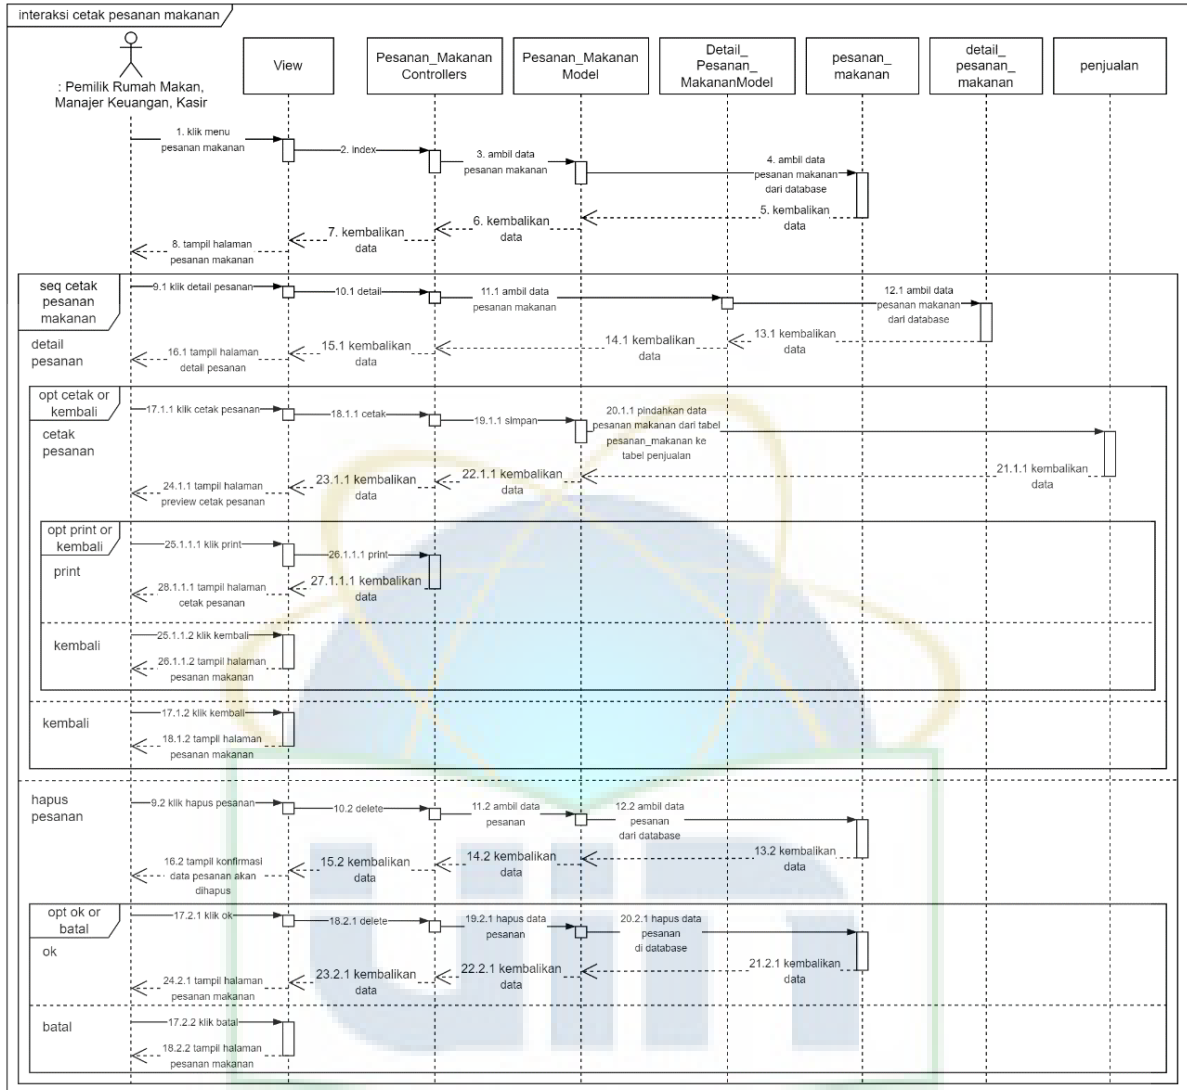 interaksi cetak pesanan makanan
: Pemilik Rumah Makan,
Manajer Keuangan, Kasir
View
Pesanan_Makanan
Controllers
Pesanan_Makanan
Model
Detail_
Pesanan_
MakananModel
pesanan_
makanan
detail_
pesanan_
makanan
penjualan
1. klik menu
pesanan makanan
2. index
3. ambil data
pesanan makanan
4. ambil data
pesanan makanan
dari database
5. kembalikan
data
6. kembalikan
data
7. kembalikan
data
8. tampil halaman
pesanan makanan
seq cetak
pesanan
makanan
detail
pesanan
9.1 klik detail pesanan
10.1 detail
11.1 ambil data
pesanan makanan
12.1 ambil data
pesanan makanan
dari database
13.1 kembalikan
data
14.1 kembalikan
data
15.1 kembalikan
data
16.1 tampil halaman
detail pesanan
opt cetak or
kembali
cetak
pesanan
17.1.1 klik cetak pesanan
18.1.1 cetak
19.1.1 simpan
20.1.1 pindahkan data
pesanan makanan dari tabel
pesanan_makanan ke
tabel penjualan
21.1.1 kembalikan
data
22.1.1 kembalikan
data
23.1.1 kembalikan
data
24.1.1 tampil halaman
preview cetak pesanan
opt print or
kembali
print
25.1.1.1 klik print
26.1.1.1 print
27.1.1.1 kembalikan
data
28.1.1.1 tampil halaman
cetak pesanan
kembali
25.1.1.2 klik kembali
26.1.1.2 tampil halaman
pesanan makanan
kembali
17.1.2 klik kembali
18.1.2 tampil halaman
pesanan makanan
hapus
pesanan
9.2 klik hapus pesanan
10.2 delete
11.2 ambil data
pesanan
12.2 ambil data
pesanan
dari database
13.2 kembalikan
data
14.2 kembalikan
data
15.2 kembalikan
data
16.2 tampil konfirmasi
data pesanan akan
dihapus
opt ok or
batal
ok
17.2.1 klik ok
18.2.1 delete
19.2.1 hapus data
pesanan
20.2.1 hapus data
pesanan
di database
21.2.1 kembalikan
data
22.2.1 kembalikan
data
23.2.1 kembalikan
data
24.2.1 tampil halaman
pesanan makanan
batal
17.2.2 klik batal
18.2.2 tampil halaman
pesanan makanan
uin